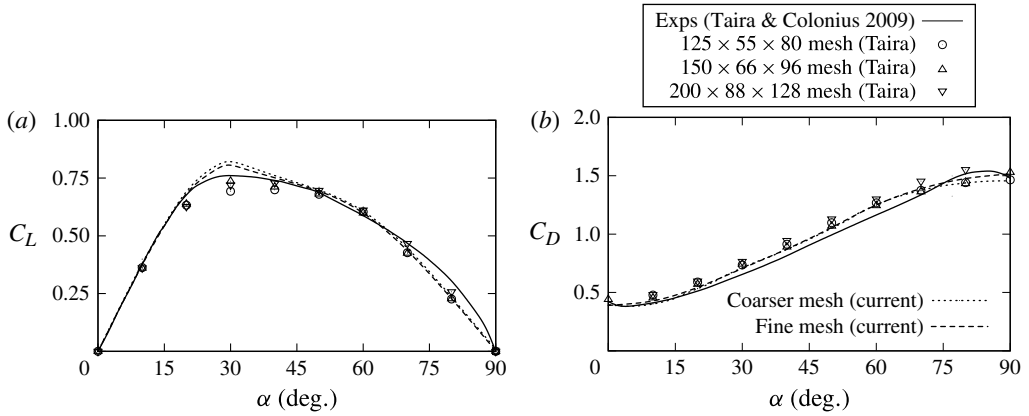 Exps (Taira & Colonius 2009)
125 × 55 × 80 mesh (Taira)
150 × 66 × 96 mesh (Taira)
200 × 88 × 128 mesh (Taira)
(a)
1.00
0.75
0.50
0.25
C_L
0 15 30 45 60 75 90
α (deg.)
(b)
2.0
1.5
1.0
0.5
C_D
Coarser mesh (current)
Fine mesh (current)
0 15 30 45 60 75 90
α (deg.)